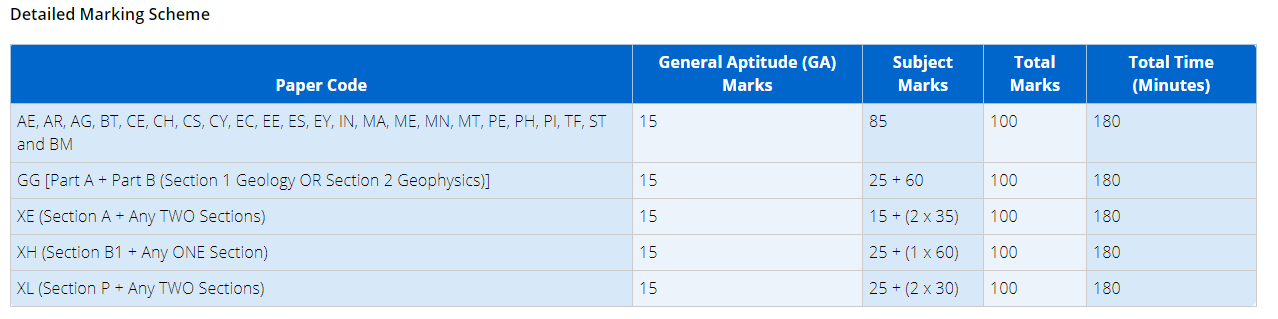 Detailed Marking Scheme
Paper Code
General Aptitude (GA)
Marks
Subject
Marks
Total
Marks
Total Time
(Minutes)
AE, AR, AG, BT, CE, CH, CS, CY, EC, EE, ES, EY, IN, MA, ME, MN, MT, PE, PH, PI, TF, ST
and BM
15
85
100
180
GG [Part A + Part B (Section 1 Geology OR Section 2 Geophysics)]
15
25 + 60
100
180
XE (Section A + Any TWO Sections)
15
15 + (2 x 35)
100
180
XH (Section B1 + Any ONE Section)
15
25 + (1 x 60)
100
180
XL (Section P + Any TWO Sections)
15
25 + (2 x 30)
100
180